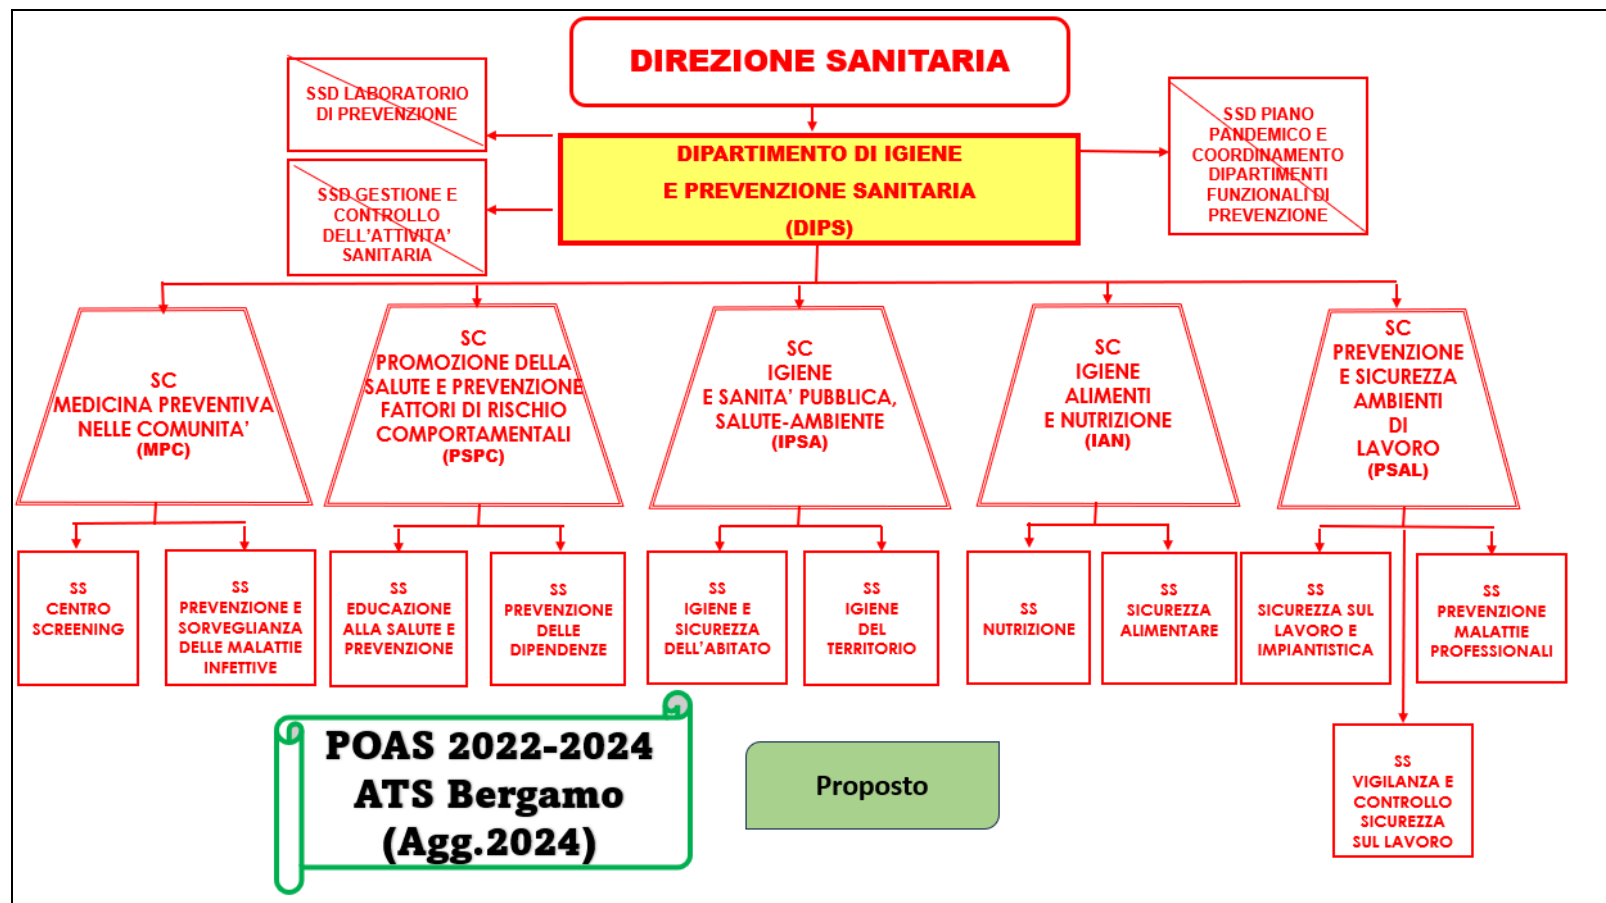 DIREZIONE SANITARIA
SSD LABORATORIO
DI PREVENZIONE
SSD GESTIONE E
CONTROLLO
DELL'ATTIVITA'
SANITARIA
DIPARTIMENTO DI IGIENE
E PREVENZIONE SANITARIA
(DIPS)
SSD PIANO
PANDEMICO E
COORDINAMENTO
DIPARTIMENTI
FUNZIONALI DI
PREVENZIONE
SC
MEDICINA PREVENTIVA
NELLE COMUNITA'
(MPC)
SC
PROMOZIONE DELLA
SALUTE E PREVENZIONE
FATTORI DI RISCHIO
COMPORTAMENTALI
(PSPC)
SC
IGIENE
E SANITA' PUBBLICA,
SALUTE-AMBIENTE
(IPSA)
SC
IGIENE
ALIMENTI
E NUTRIZIONE
(IAN)
SC
PREVENZIONE
E SICUREZZA
AMBIENTI
DI
LAVORO
(PSAL)
SS
CENTRO
SCREENING
SS
PREVENZIONE E
SORVEGLIANZA
DELLE MALATTIE
INFETTIVE
SS
EDUCAZIONE
ALLA SALUTE E
PREVENZIONE
SS
PREVENZIONE
DELLE
DIPENDENZE
SS
IGIENE E
SICUREZZA
DELL'ABITATO
SS
IGIENE
DEL
TERRITORIO
SS
NUTRIZIONE
SS
SICUREZZA
ALIMENTARE
SS
SICUREZZA SUL
LAVORO E
IMPIANTISTICA
SS
PREVENZIONE
MALATTIE
PROFESSIONALI
SS
VIGILANZA E
CONTROLLO
SICUREZZA
SUL LAVORO
POAS 2022-2024
ATS Bergamo
(Agg.2024)
Proposto